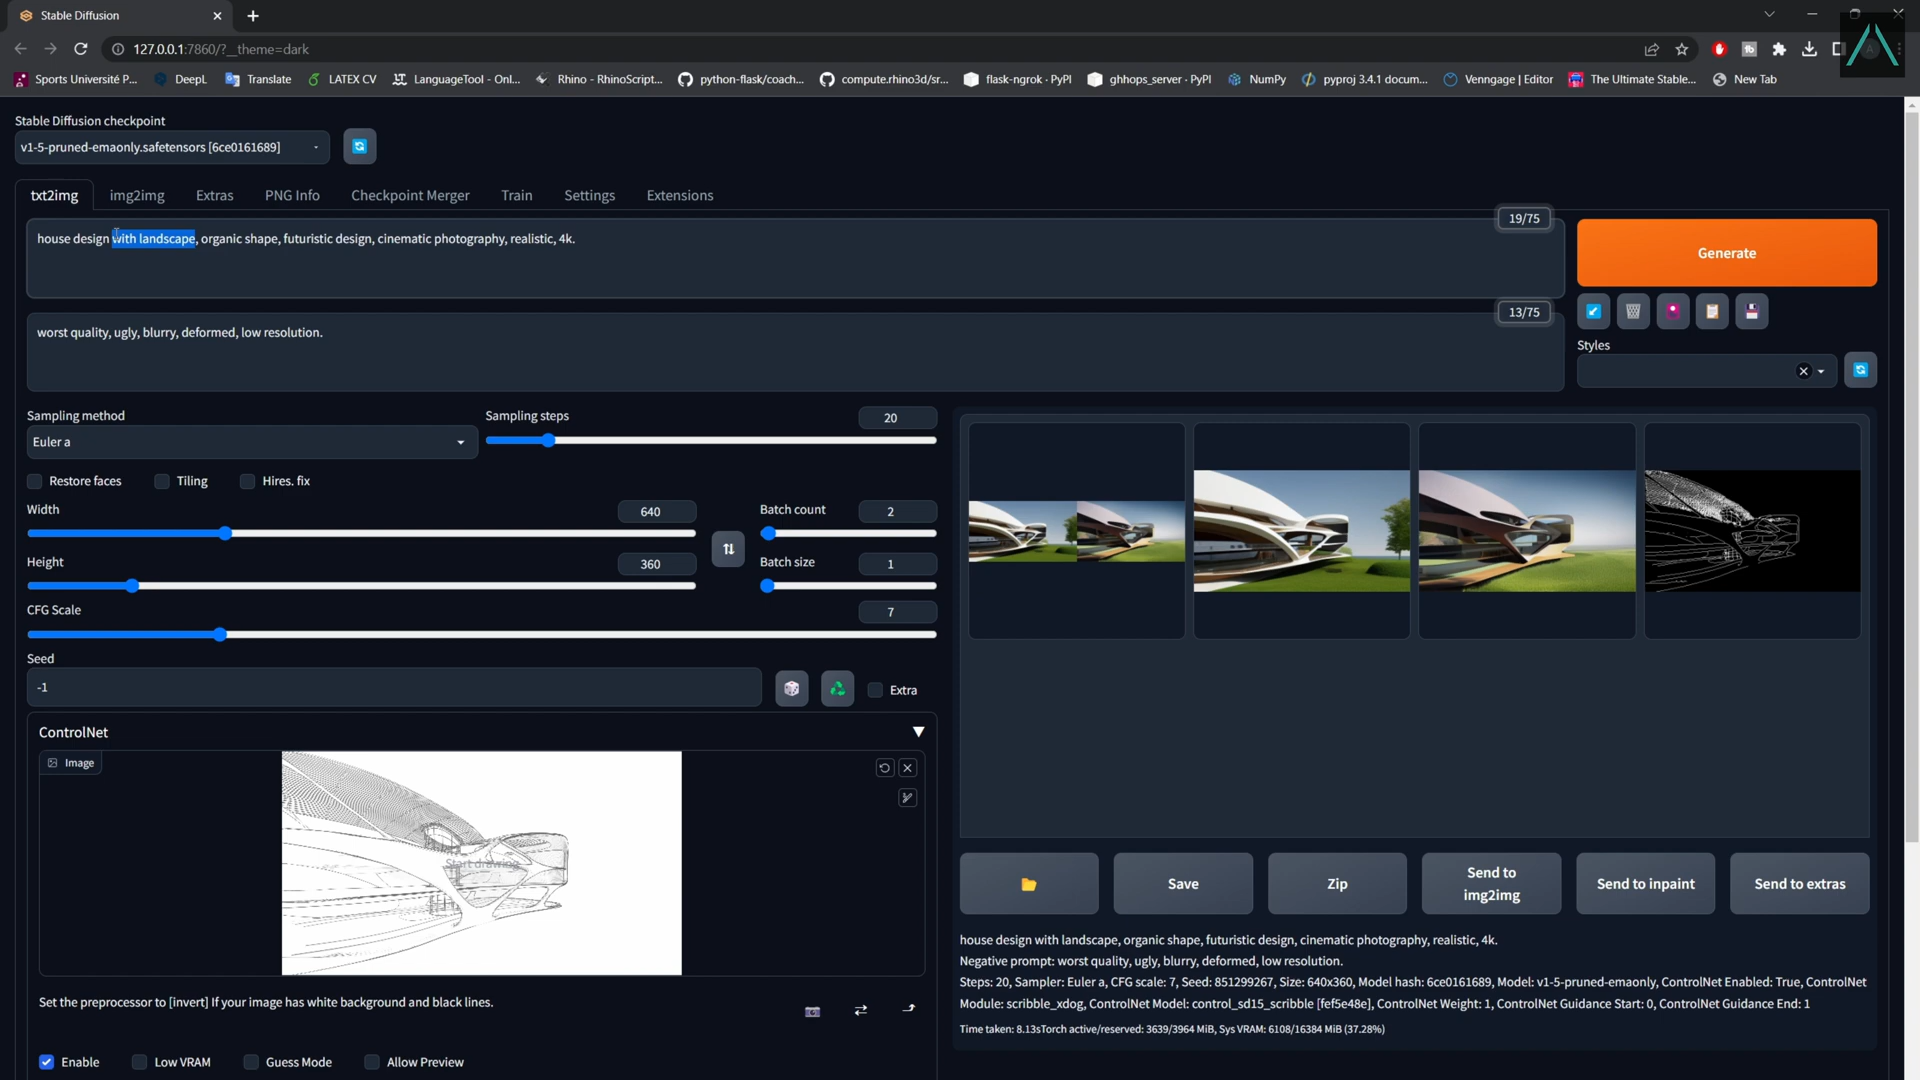 Stable Diffusion
127.0.0.1:7860/?__theme=dark
Sports Université P...
DeepL
Translate
LATEX CV
LanguageTool - Onl...
Rhino - RhinoScript...
python-flask/coach...
compute.rhino3d/sr...
flask-ngrok · PyPI
ghhops_server · PyPI
NumPy
pyproj 3.4.1 docum...
Venngage | Editor
The Ultimate Stable...
New Tab
Stable Diffusion checkpoint
v1-5-pruned-emaonly.safetensors [6ce0161689]
txt2img
img2img
Extras
PNG Info
Checkpoint Merger
Train
Settings
Extensions
19/75
house design with landscape, organic shape, futuristic design, cinematic photography, realistic, 4k.
Generate
13/75
worst quality, ugly, blurry, deformed, low resolution.
Styles
Sampling method
Euler a
Sampling steps
20
Restore faces
Tiling
Hires. fix
Width
640
Batch count
2
Height
360
Batch size
1
CFG Scale
7
Seed
-1
Extra
ControlNet
Image
Start drawing
Save
Zip
Send to
img2img
Send to inpaint
Send to extras
house design with landscape, organic shape, futuristic design, cinematic photography, realistic, 4k.
Negative prompt: worst quality, ugly, blurry, deformed, low resolution.
Steps: 20, Sampler: Euler a, CFG scale: 7, Seed: 851299267, Size: 640x360, Model hash: 6ce0161689, Model: v1-5-pruned-emaonly, ControlNet Enabled: True, ControlNet
Module: scribble_xdog, ControlNet Model: control_sd15_scribble [fef5e48e], ControlNet Weight: 1, ControlNet Guidance Start: 0, ControlNet Guidance End: 1
Time taken: 8.13sTorch active/reserved: 3639/3964 MiB, Sys VRAM: 6108/16384 MiB (37.28%)
Set the preprocessor to [invert] If your image has white background and black lines.
Enable
Low VRAM
Guess Mode
Allow Preview